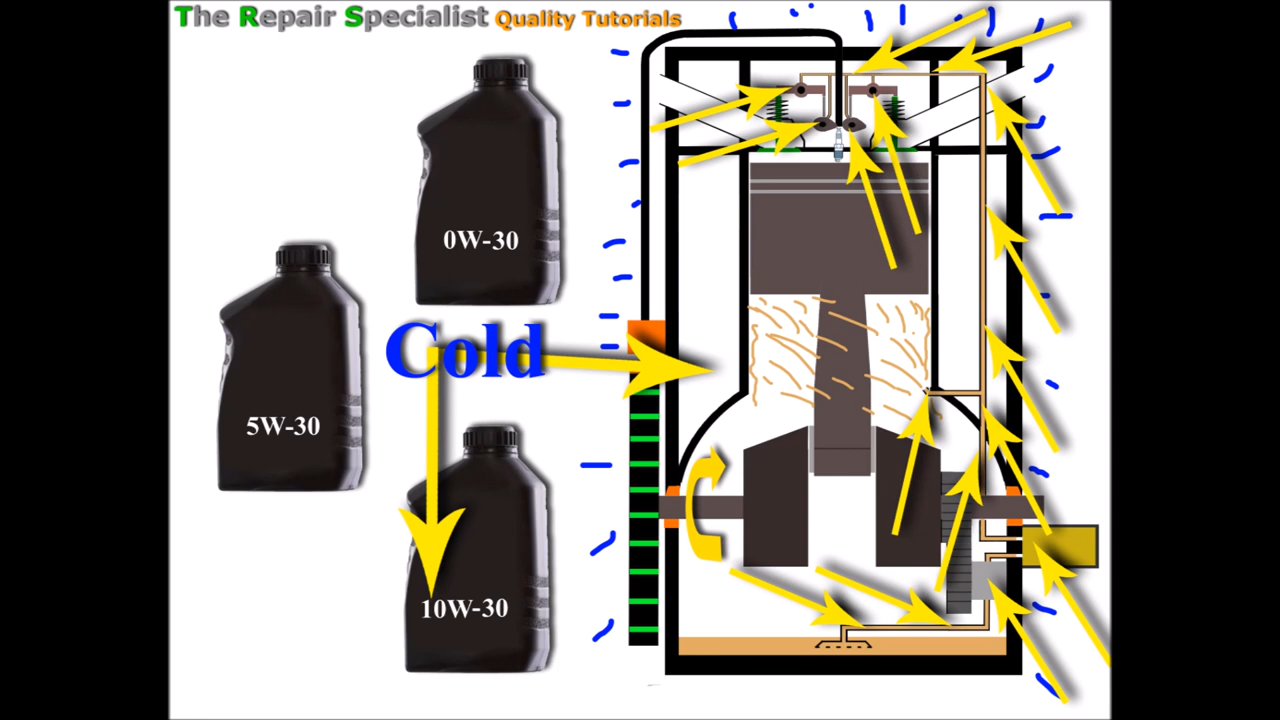 The Repair Specialist Quality Tutorials
0W-30
Cold
5W-30
10W-30